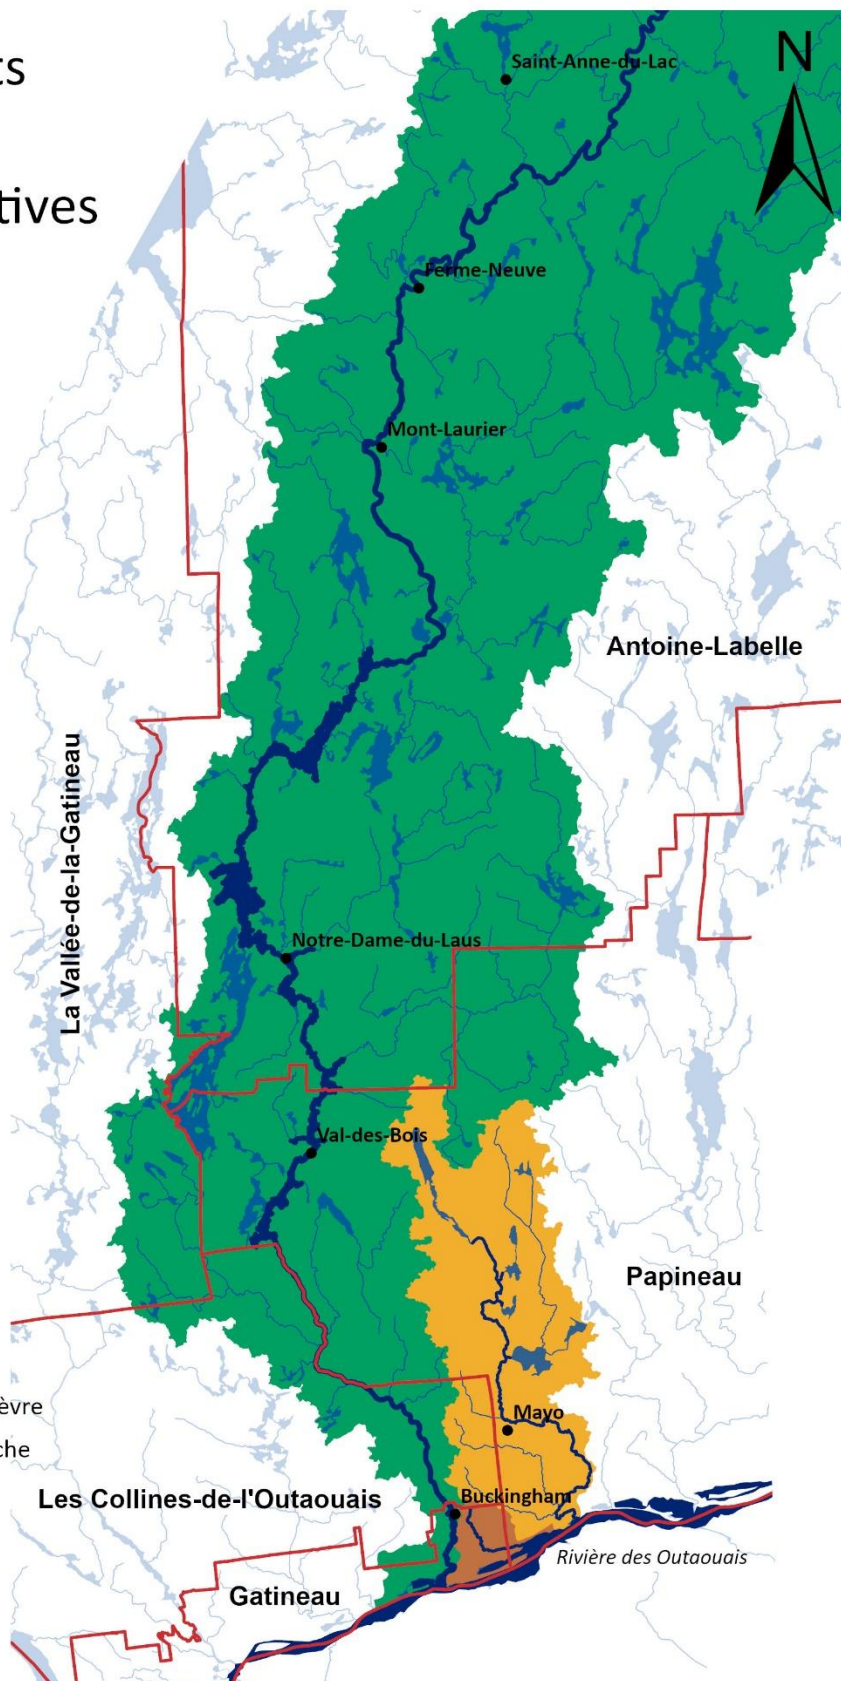 ts
N
Saint-Anne-du-Lac
tives
Ferme-Neuve
Mont-Laurier
Antoine-Labelle
La Vallée-de-la-Gatineau
Notre-Dame-du-Laus
Val-des-Bois
Papineau
èvre
Mayo
che
Les Collines-de-l'Outaouais
Buckingham
Rivière des Outaouais
Gatineau